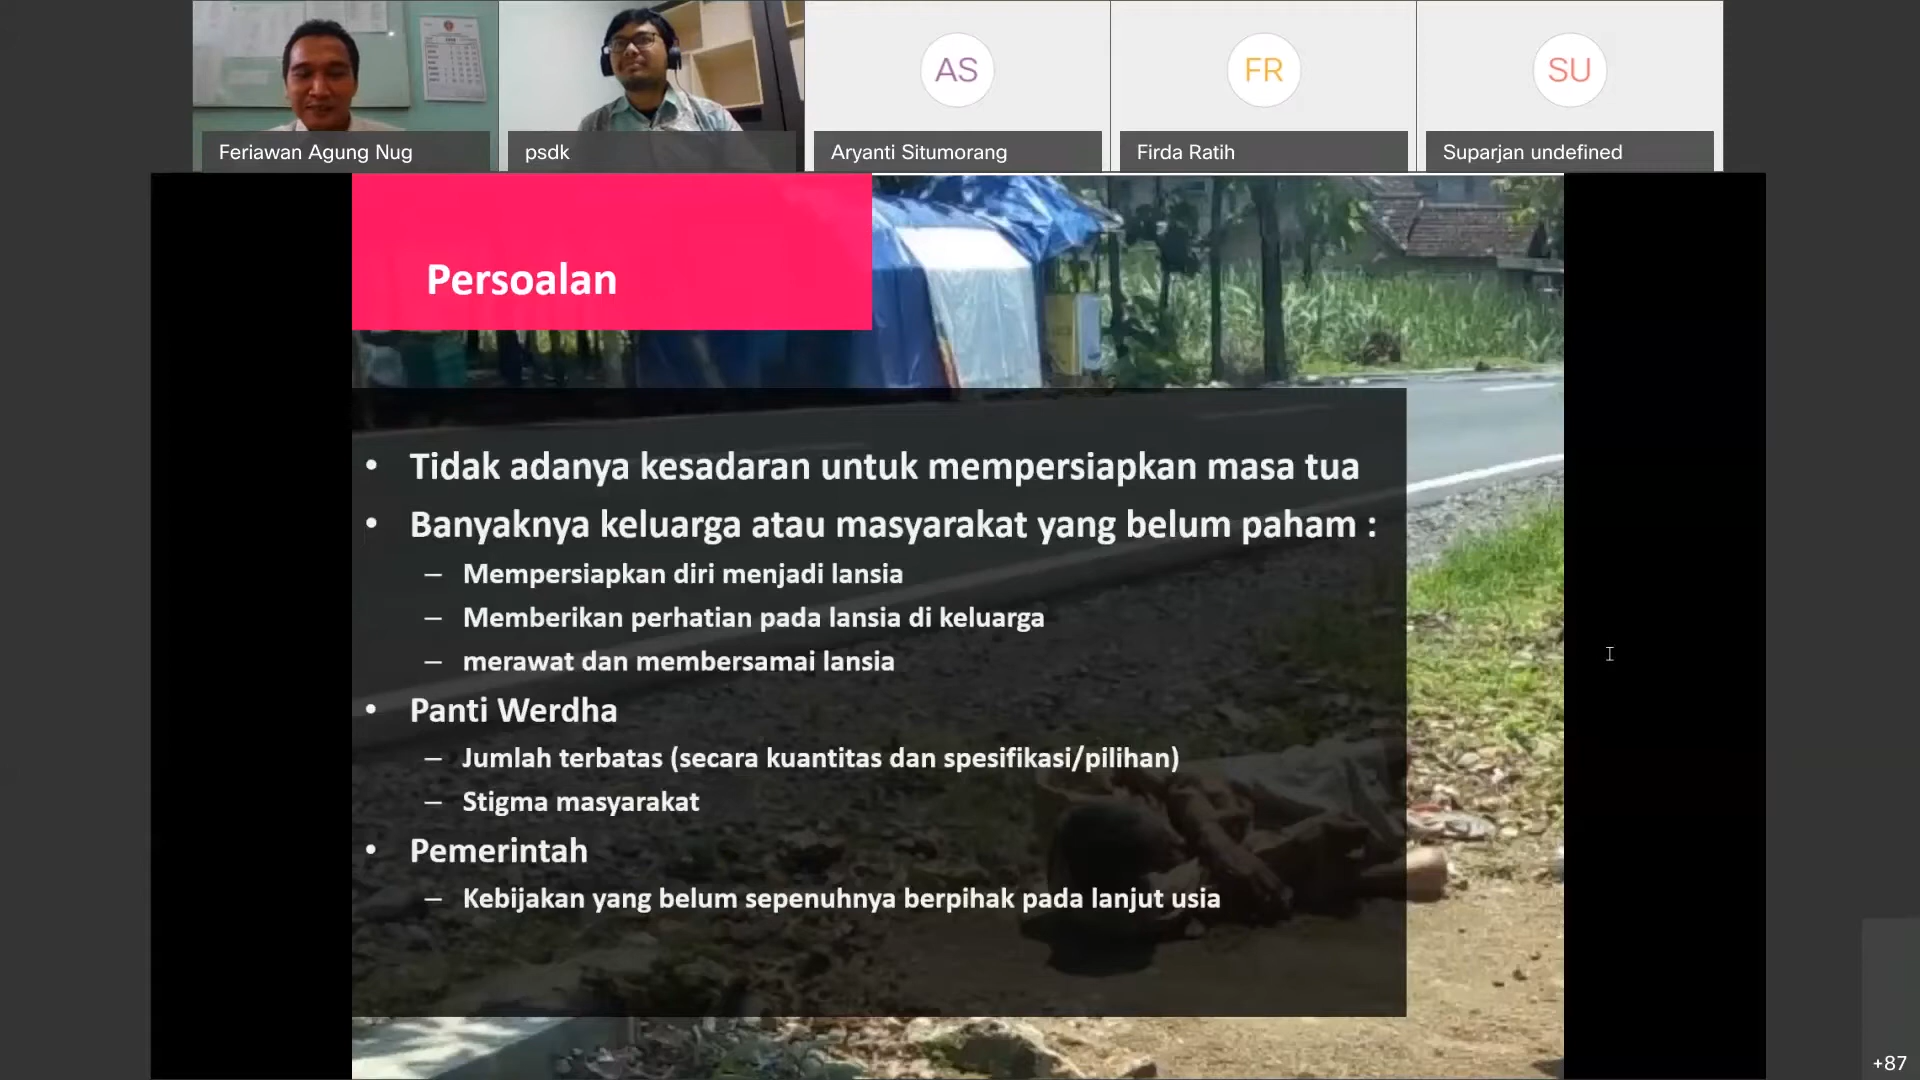 Feriawan Agung Nug
psdk
AS
Aryanti Situmorang
FR
Firda Ratih
SU
Suparjan undefined
Persoalan
• Tidak adanya kesadaran untuk mempersiapkan masa tua
• Banyaknya keluarga atau masyarakat yang belum paham :
– Mempersiapkan diri menjadi lansia
– Memberikan perhatian pada lansia di keluarga
– merawat dan membersamai lansia
• Panti Werdha
– Jumlah terbatas (secara kuantitas dan spesifikasi/pilihan)
– Stigma masyarakat
• Pemerintah
– Kebijakan yang belum sepenuhnya berpihak pada lanjut usia
+87